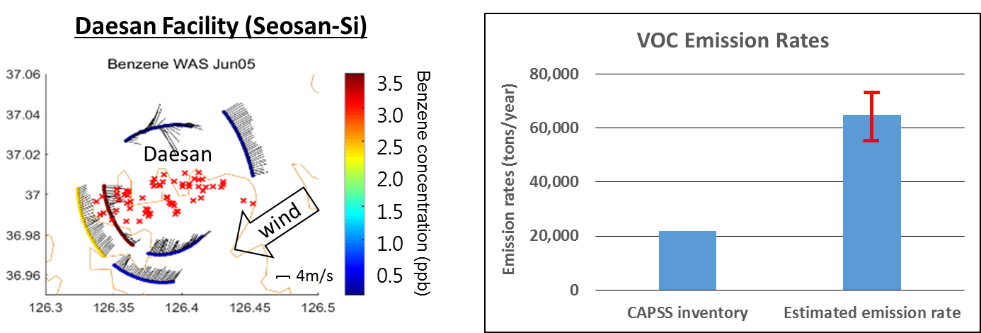 Daesan Facility (Seosan-Si)
Benzene WAS Jun05
37.06
37.04
37.02
37
36.98
36.96
126.3
126.35
126.4
126.45
126.5
Daesan
wind
4m/s
3.5
3.0
2.5
2.0
1.5
1.0
0.5
Benzene concentration (ppb)
VOC Emission Rates
Emission rates (tons/year)
80,000
60,000
40,000
20,000
0
CAPSS inventory
Estimated emission rate